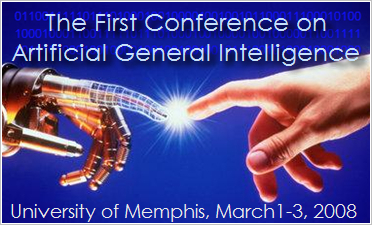 The First Conference on
Artificial General Intelligence
University of Memphis, March1-3, 2008